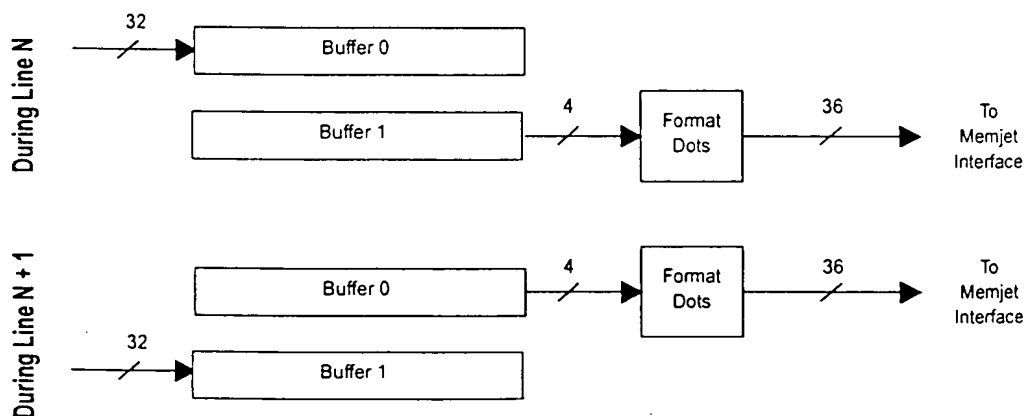 During Line N
32
Buffer 0
Buffer 1
4
Format
Dots
36
To
Memjet
Interface
During Line N + 1
Buffer 0
4
Format
Dots
36
To
Memjet
Interface
32
Buffer 1